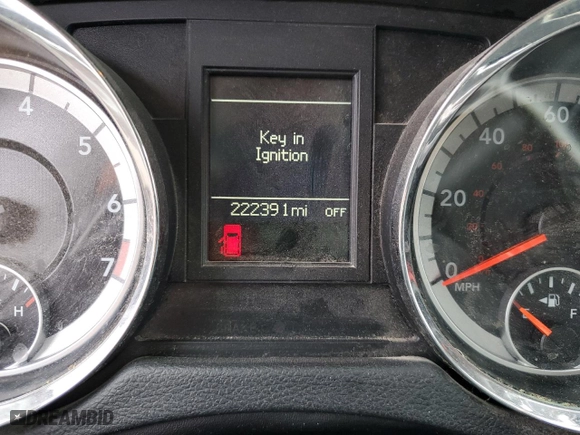 Key in
Ignition
222391mi OFF
4
5
6
7
H
0
20
40
60
MPH
E
F
DREAMBID